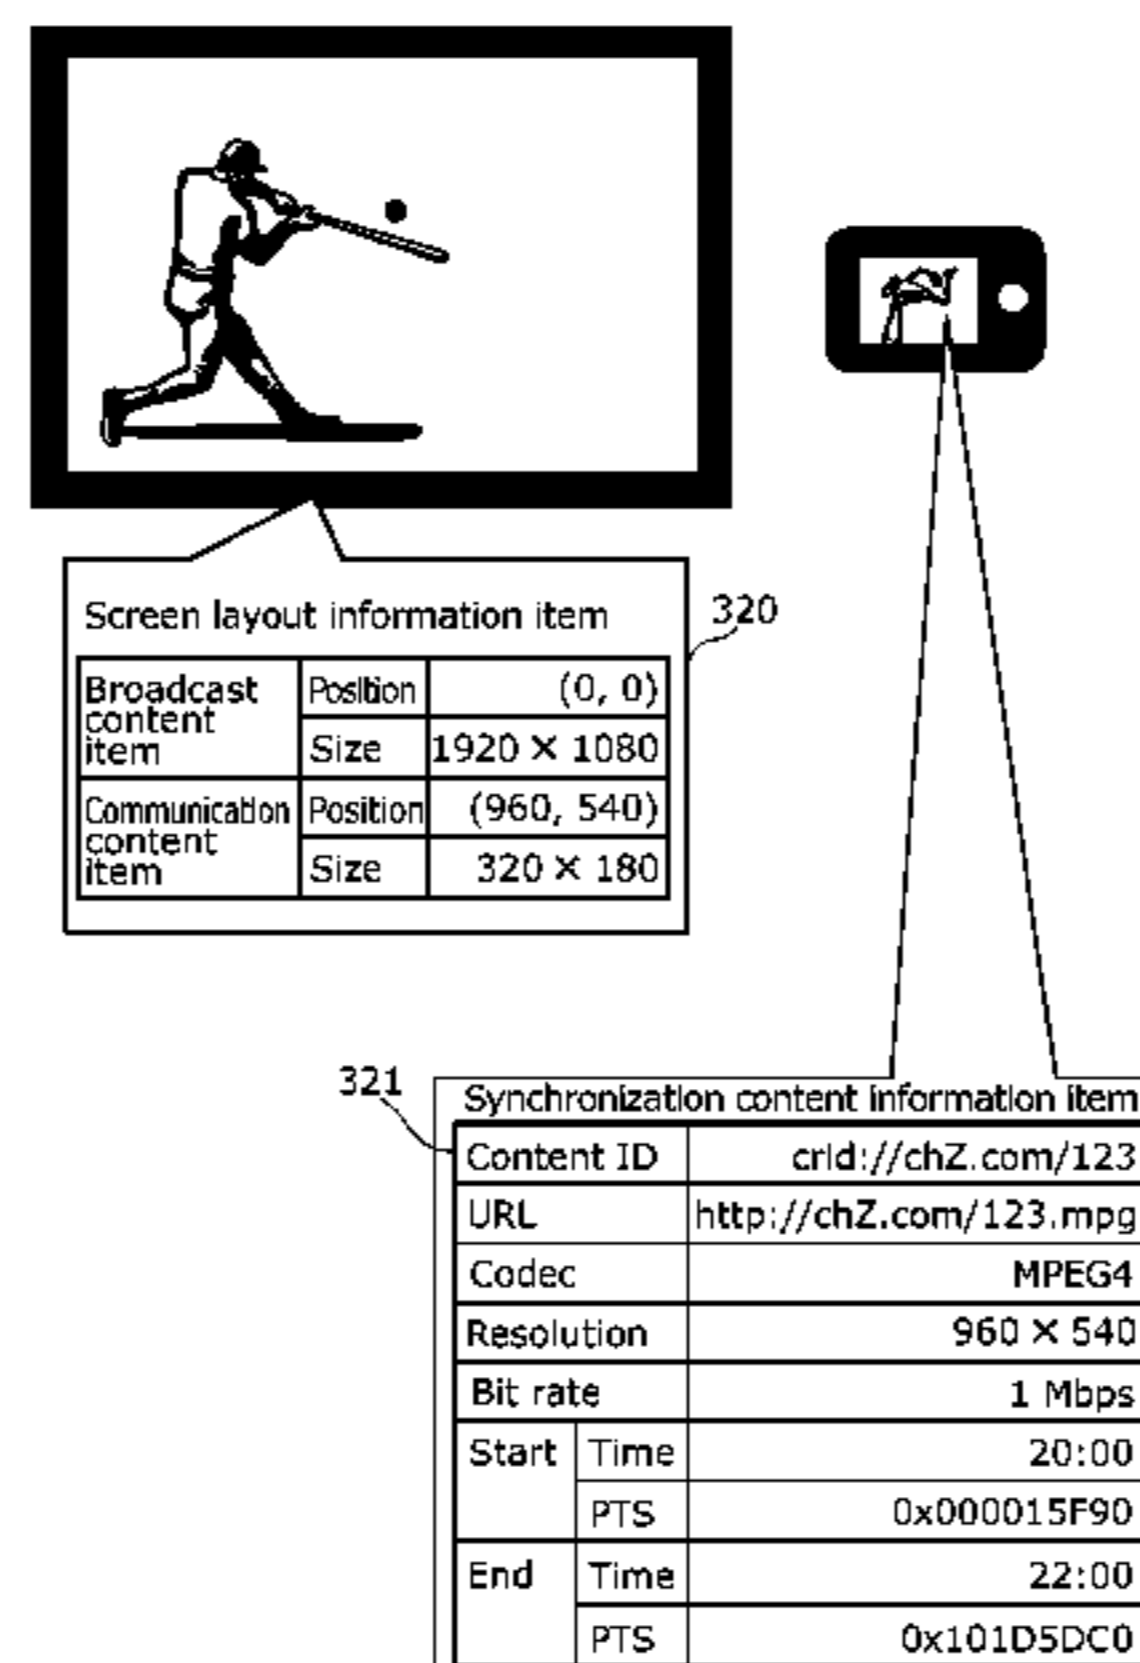 Screen layout information item
320
Broadcast content item
Position
(0, 0)
Size
1920 × 1080
Communication content item
Position
(960, 540)
Size
320 × 180
321
Synchronization content information item
Content ID
crid://chZ.com/123
URL
http://chZ.com/123.mpg
Codec
MPEG4
Resolution
960 × 540
Bit rate
1 Mbps
Start
Time
20:00
PTS
0x000015F90
End
Time
22:00
PTS
0x101D5DC0